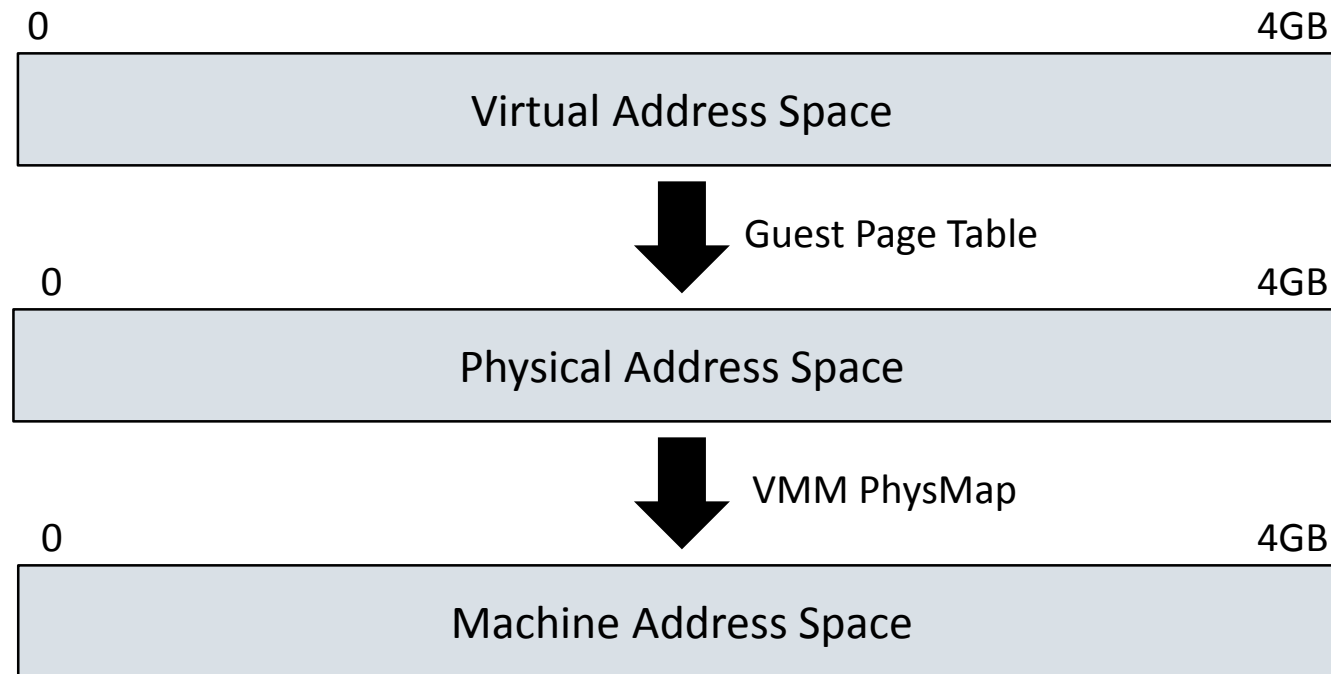 0 4GB
Virtual Address Space
Guest Page Table
0 4GB
Physical Address Space
VMM PhysMap
0 4GB
Machine Address Space